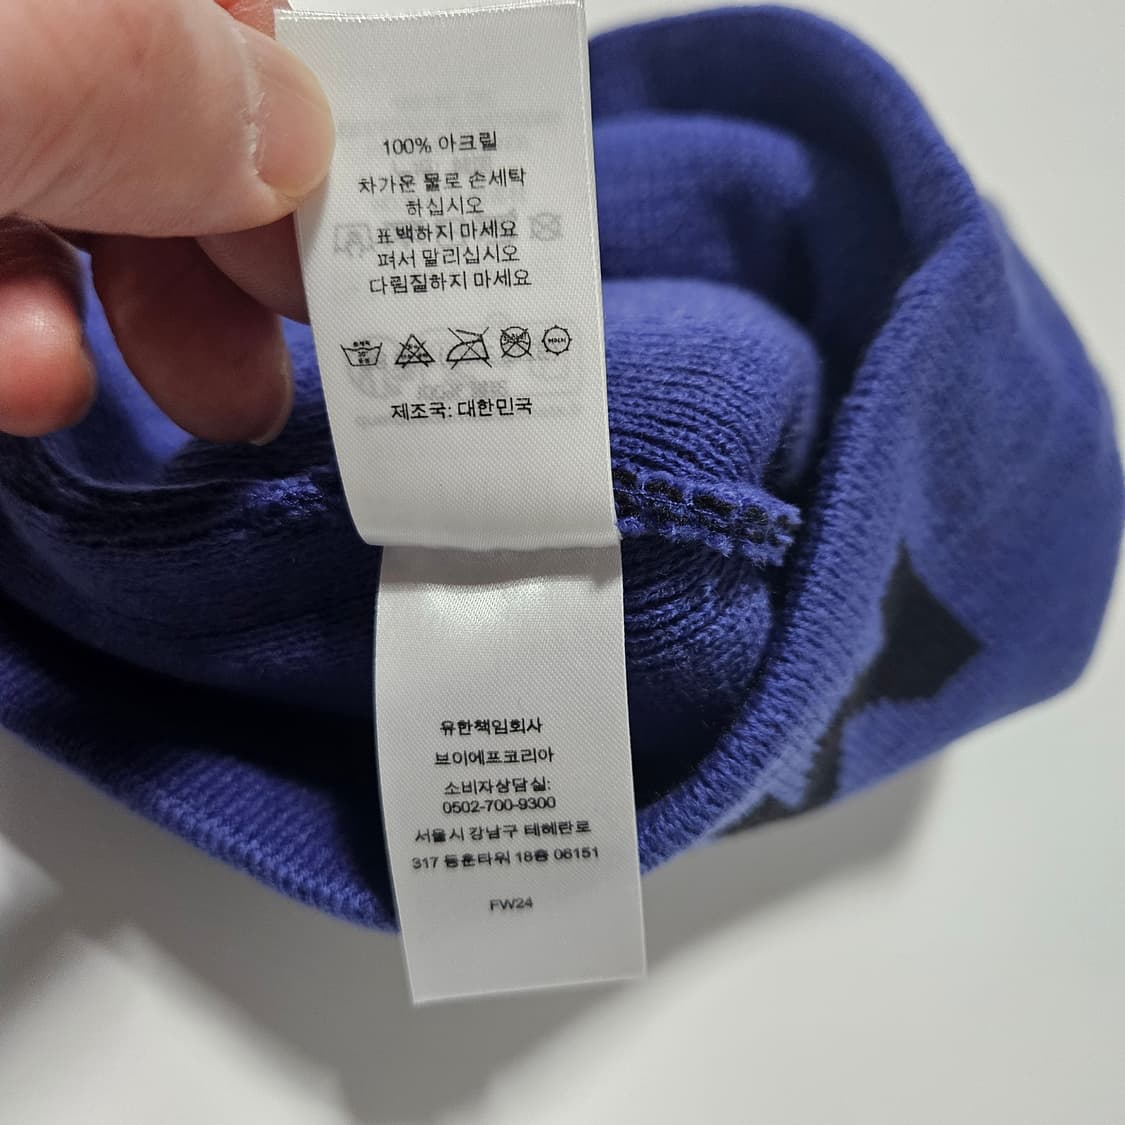 100% 아크릴
차가운 물로 손세탁
하십시오
표백하지 마세요
펴서 말리십시오
다림질하지 마세요
제조국: 대한민국
유한책임회사
브이에프코리아
소비자상담실:
0502-700-9300
서울시 강남구 테헤란로
317 동훈타워 18층 06151
FW24